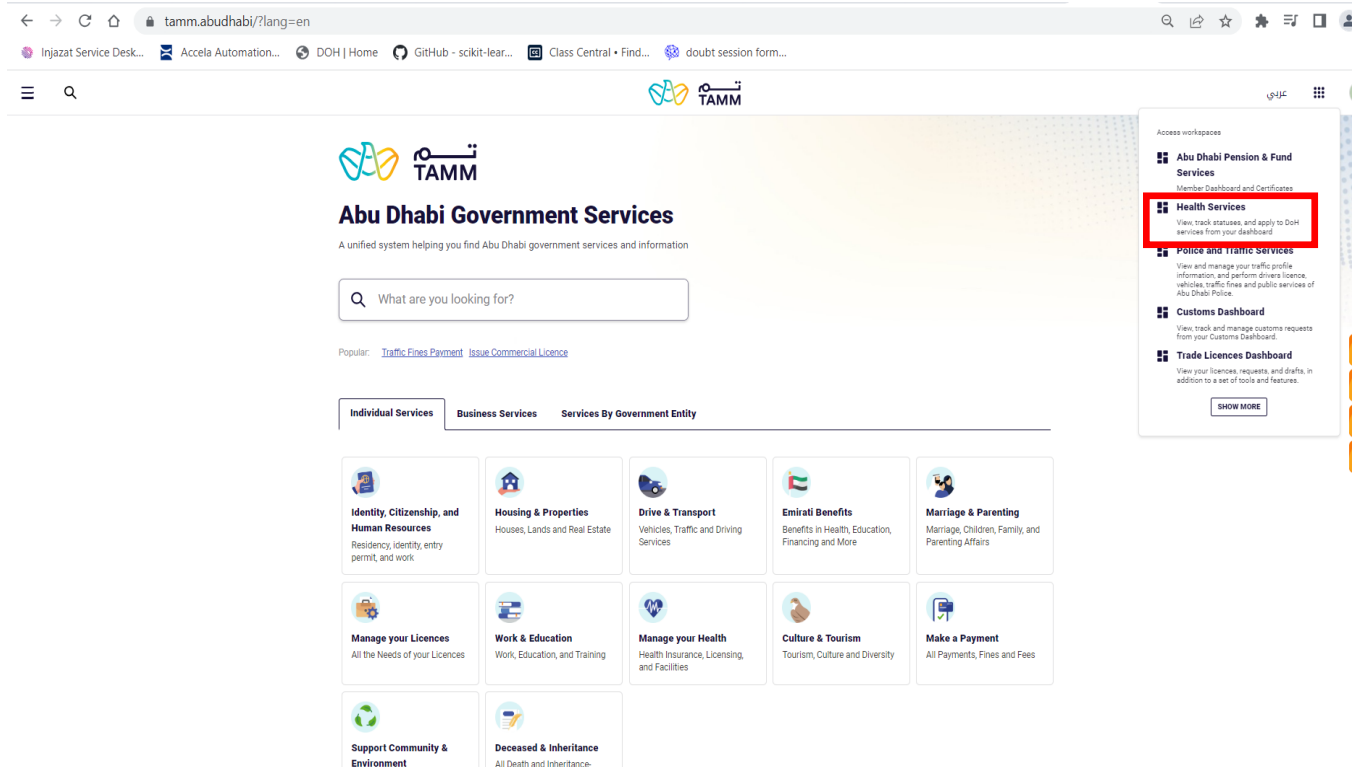 tamm.abudhabi/?lang=en
Injazat Service Desk... Accela Automation... DOH | Home GitHub - scikit-lear... Class Central • Find... doubt session form...
تـــم
TAMM
عربي
Access workspaces
Abu Dhabi Pension & Fund
Services
Member Dashboard and Certificates
Health Services
View, track statuses, and apply to DoH
services from your dashboard
Police and Traffic Services
View and manage your traffic profile
information, and perform drivers licence,
vehicles, traffic fines and public services of
Abu Dhabi Police.
Customs Dashboard
View, track and manage customs requests
from your Customs Dashboard.
Trade Licences Dashboard
View your licences, requests, and drafts, in
addition to a set of tools and features.
SHOW MORE
تـــم
TAMM
Abu Dhabi Government Services
A unified system helping you find Abu Dhabi government services and information
What are you looking for?
Popular: Traffic Fines Payment Issue Commercial Licence
Individual Services Business Services Services By Government Entity
Identity, Citizenship, and
Human Resources
Residency, identity, entry
permit, and work
Housing & Properties
Houses, Lands and Real Estate
Drive & Transport
Vehicles, Traffic and Driving
Services
Emirati Benefits
Benefits in Health, Education,
Financing and More
Marriage & Parenting
Marriage, Children, Family, and
Parenting Affairs
Manage your Licences
All the Needs of your Licences
Work & Education
Work, Education, and Training
Manage your Health
Health Insurance, Licensing,
and Facilities
Culture & Tourism
Tourism, Culture and Diversity
Make a Payment
All Payments, Fines and Fees
Support Community &
Environment
Deceased & Inheritance
All Death and Inheritance-